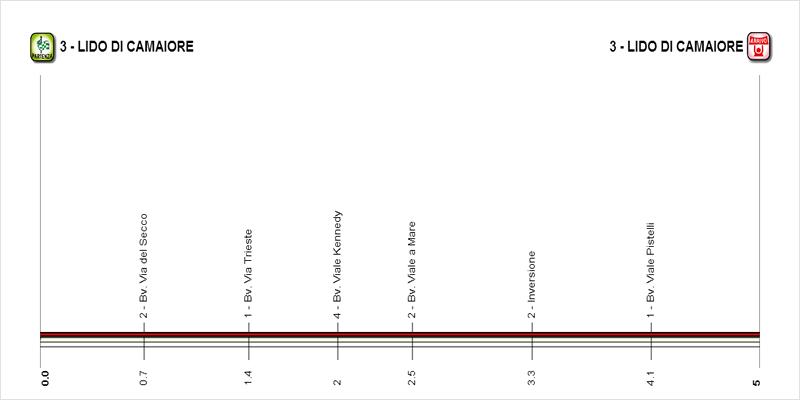 PARTENZA
3 - LIDO DI CAMAIORE
3 - LIDO DI CAMAIORE
ARRIVO
2 - Bv. Via del Secco
1 - Bv. Via Trieste
4 - Bv. Viale Kennedy
2 - Bv. Viale a Mare
2 - Inversione
1 - Bv. Viale Pistelli
0.0
0.7
1.4
2
2.5
3.3
4.1
5